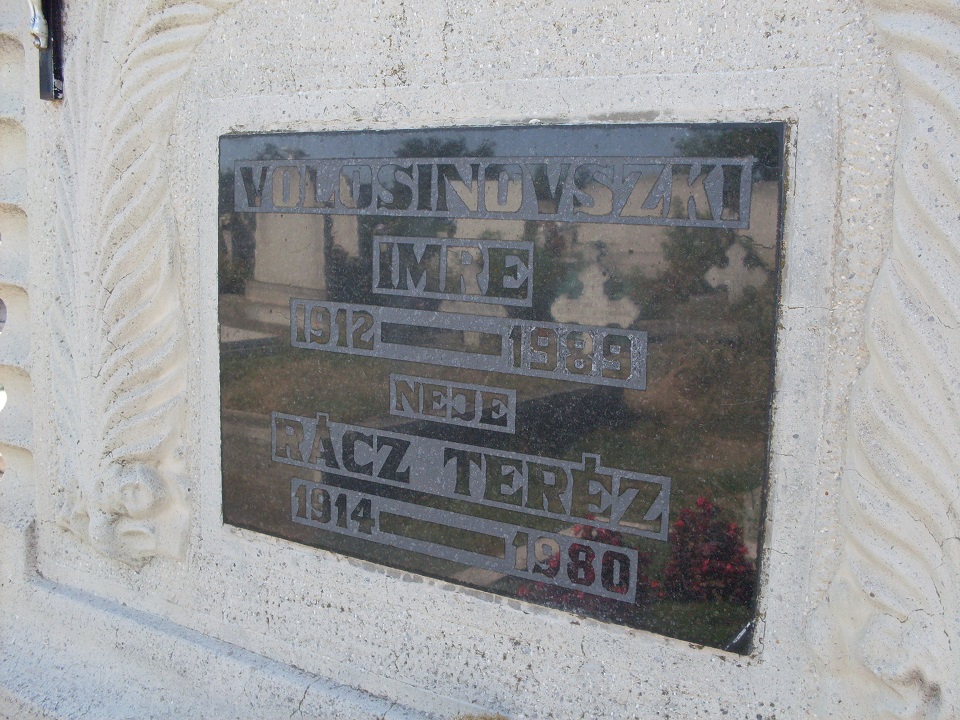 VOLOSINOVSZKI
IMRE
1912 — 1989
NEJE
RÁCZ TERÉZ
1914 — 1980